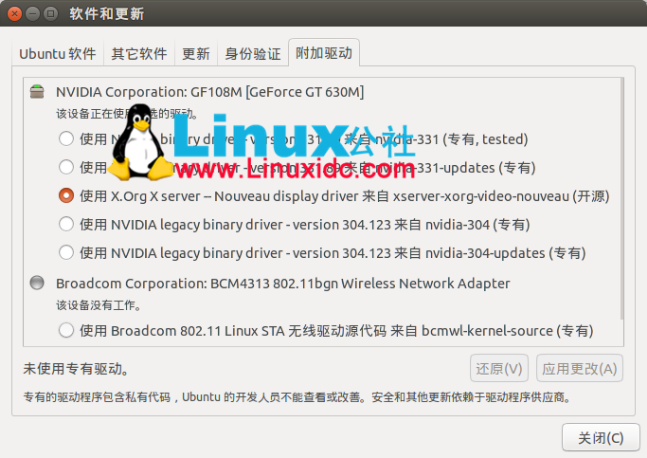 软件和更新
Ubuntu 软件 其它软件 更新 身份验证 附加驱动
NVIDIA Corporation: GF108M [GeForce GT 630M]
该设备正在使用 选的驱动。
使用 binary driver 来自 nvidia-331 (专有, tested)
Linux公社
使用 binary driver - version 331.89 来自 nvidia-331-updates (专有)
www.Linuxidc.com
使用 X.Org X server -- Nouveau display driver 来自 xserver-xorg-video-nouveau (开源)
使用 NVIDIA legacy binary driver - version 304.123 来自 nvidia-304 (专有)
使用 NVIDIA legacy binary driver - version 304.123 来自 nvidia-304-updates (专有)
Broadcom Corporation: BCM4313 802.11bgn Wireless Network Adapter
该设备没有工作。
使用 Broadcom 802.11 Linux STA 无线驱动源代码 来自 bcmwl-kernel-source (专有)
未使用专有驱动。
还原(V) 应用更改(A)
专有的驱动程序包含私有代码，Ubuntu 的开发人员不能查看或改善。安全和其他更新依赖于驱动程序供应商。
关闭(C)